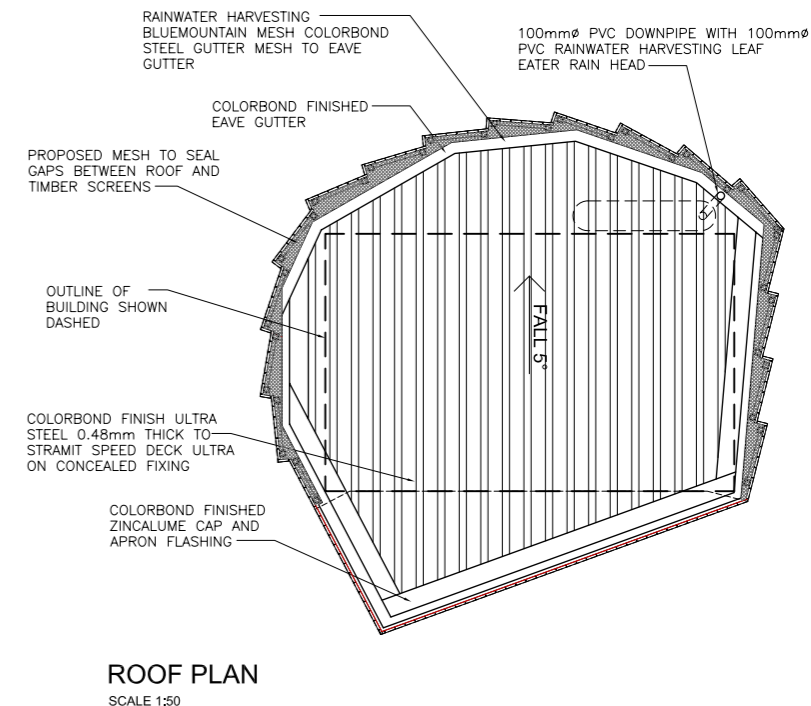 RAINWATER HARVESTING
BLUEMOUNTAIN MESH COLORBOND
STEEL GUTTER MESH TO EAVE
GUTTER
100mmø PVC DOWNPIPE WITH 100mmø
PVC RAINWATER HARVESTING LEAF
EATER RAIN HEAD
COLORBOND FINISHED
EAVE GUTTER
PROPOSED MESH TO SEAL
GAPS BETWEEN ROOF AND
TIMBER SCREENS
OUTLINE OF
BUILDING SHOWN
DASHED
FALL 5°
COLORBOND FINISH ULTRA
STEEL 0.48mm THICK TO
STRAMIT SPEED DECK ULTRA
ON CONCEALED FIXING
COLORBOND FINISHED
ZINCALUME CAP AND
APRON FLASHING
ROOF PLAN
SCALE 1:50